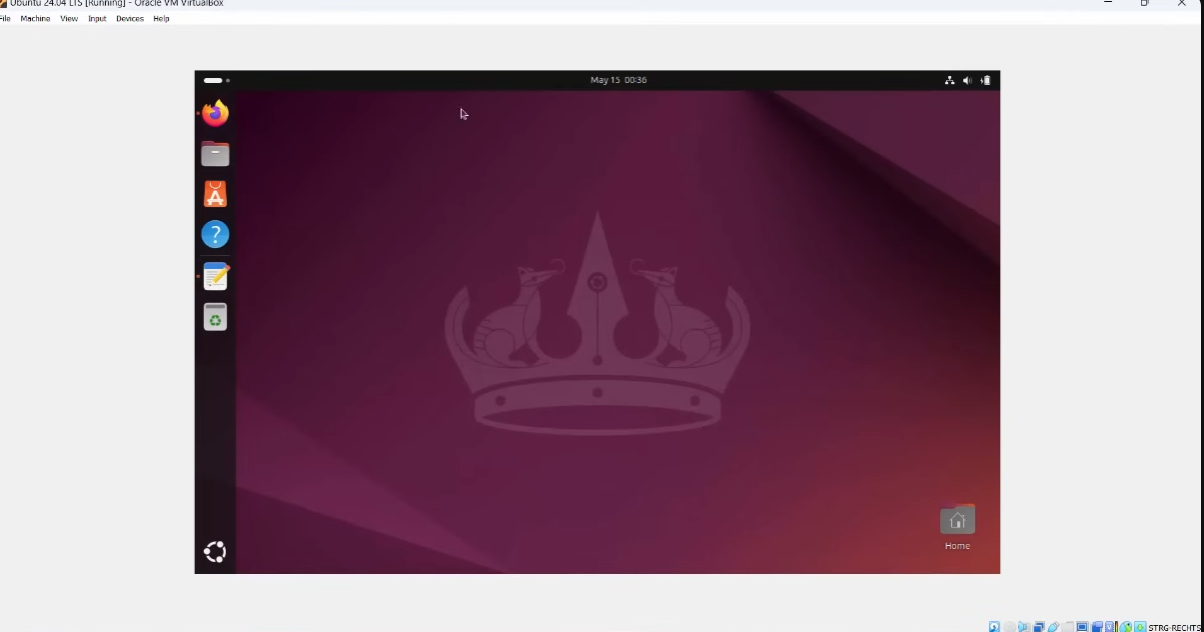 Ubuntu 24.04 LTS [Running] - Oracle VM VirtualBox
File Machine View Input Devices Help
May 15 00:36
Home
STRG-RECHTS